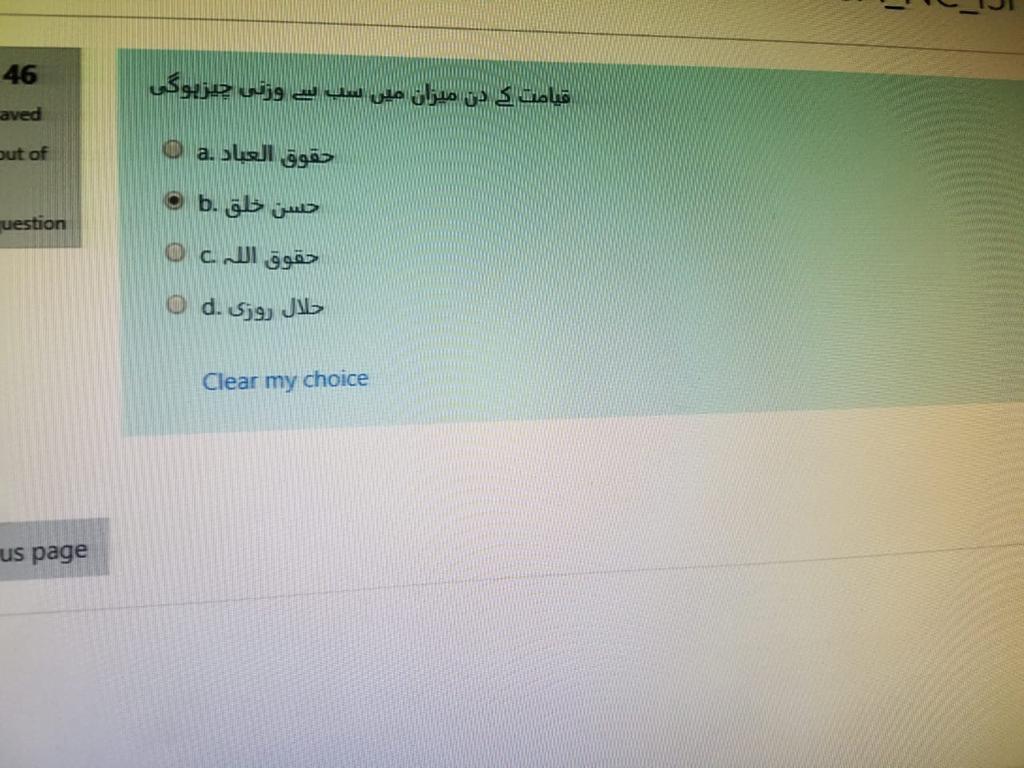 46
aved
out of
uestion
قیامت کے دن میزان میں سب سے وزنی چیزہوگی
a. حقوق العباد
b. حسن خلق
c. حقوق اللہ
d. حلال روزی
Clear my choice
us page